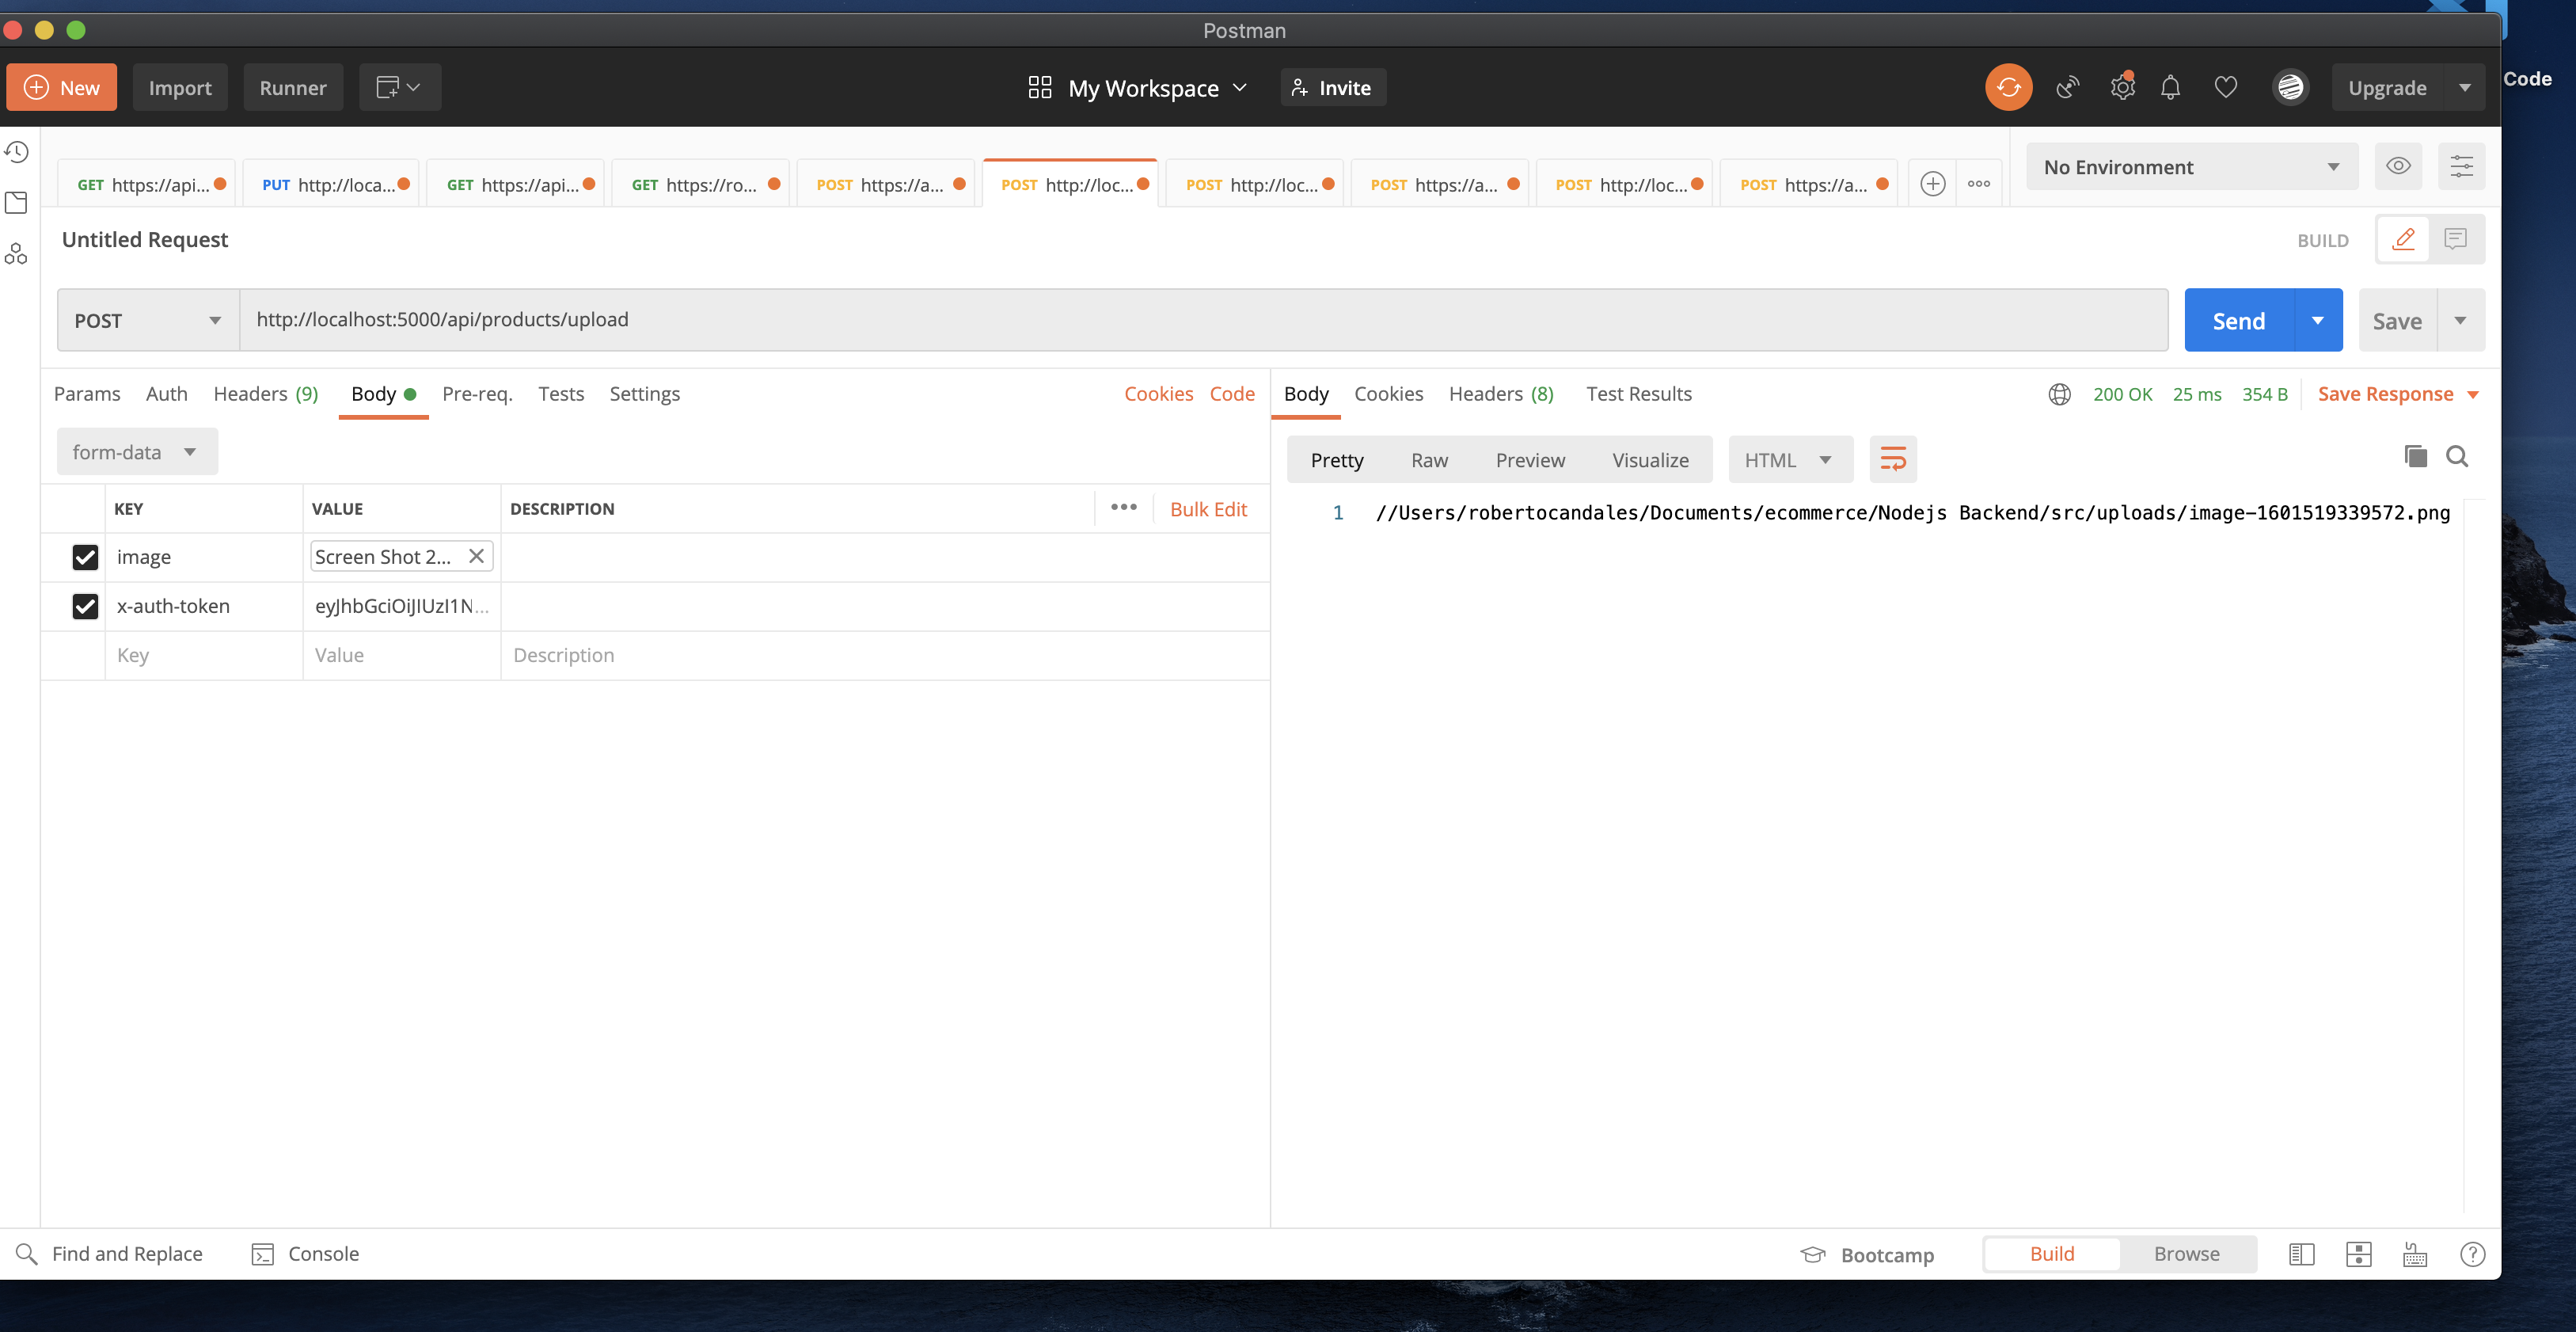 Postman
New Import Runner My Workspace Invite Upgrade
Code
GET https://api... PUT http://loca... GET https://api... GET https://ro... POST https://a... POST http://loc... POST http://loc... POST https://a... POST http://loc... POST https://a... No Environment
Untitled Request BUILD
POST http://localhost:5000/api/products/upload Send Save
Params Auth Headers (9) Body Pre-req. Tests Settings Cookies Code
Body Cookies Headers (8) Test Results 200 OK 25 ms 354 B Save Response
form-data
Pretty Raw Preview Visualize HTML
KEY VALUE DESCRIPTION Bulk Edit
1 //Users/robertocandales/Documents/ecommerce/Nodejs Backend/src/uploads/image-1601519339572.png
image Screen Shot 2...
x-auth-token eyJhbGciOiJIUzI1N...
Key Value Description
Find and Replace Console Bootcamp Build Browse